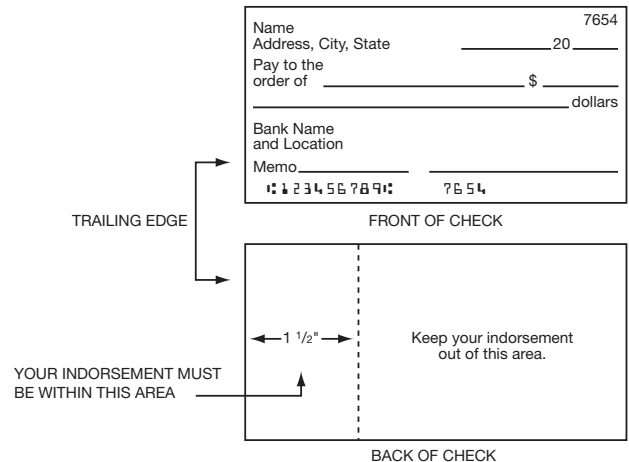 7654
Name
Address, City, State 20
Pay to the
order of $
dollars
Bank Name
and Location
Memo
⑆123456789⑆ 7654
TRAILING EDGE
FRONT OF CHECK
1 1/2"
Keep your indorsement
out of this area.
YOUR INDORSEMENT MUST
BE WITHIN THIS AREA
BACK OF CHECK